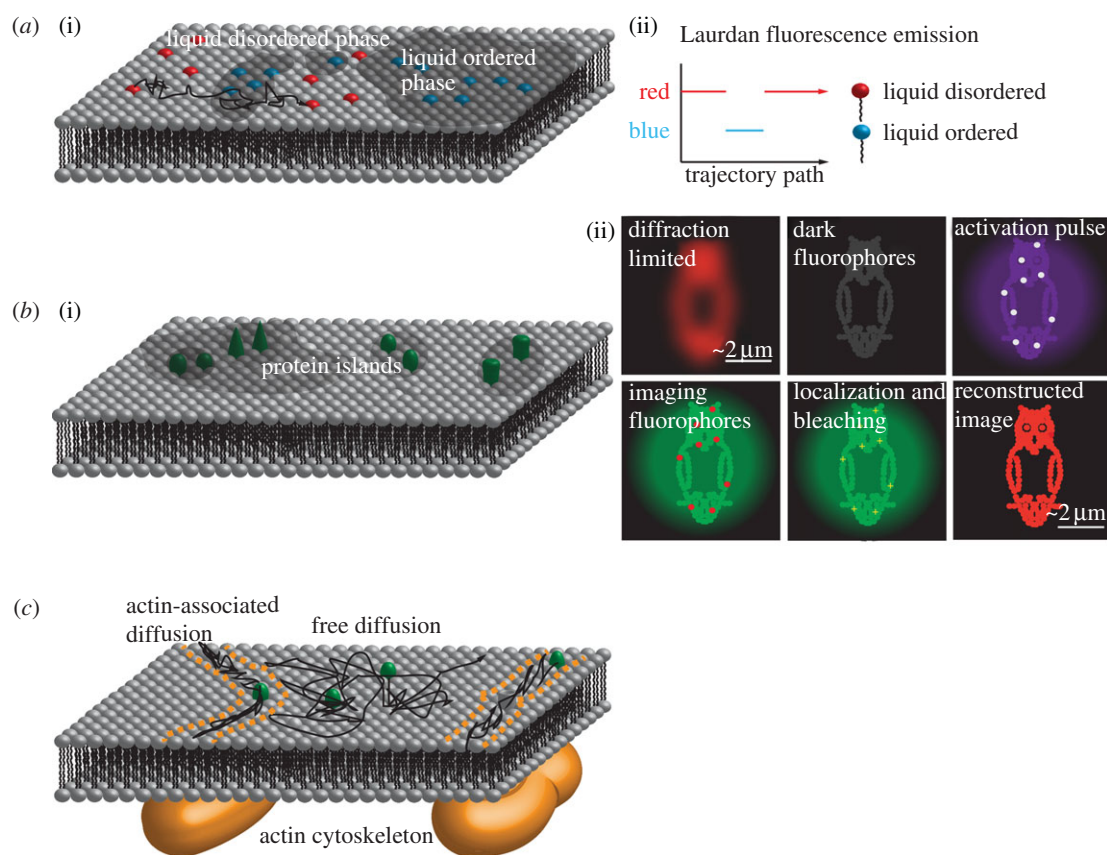 (a) (i)
liquid disordered phase
liquid ordered
phase
(ii)
Laurdan fluorescence emission
red
blue
liquid disordered
liquid ordered
trajectory path
(b) (i)
protein islands
(ii)
diffraction
limited
~2 μm
dark
fluorophores
activation pulse
imaging
fluorophores
localization and
bleaching
reconstructed
image
~2 μm
(c)
actin-associated
diffusion
free diffusion
actin cytoskeleton